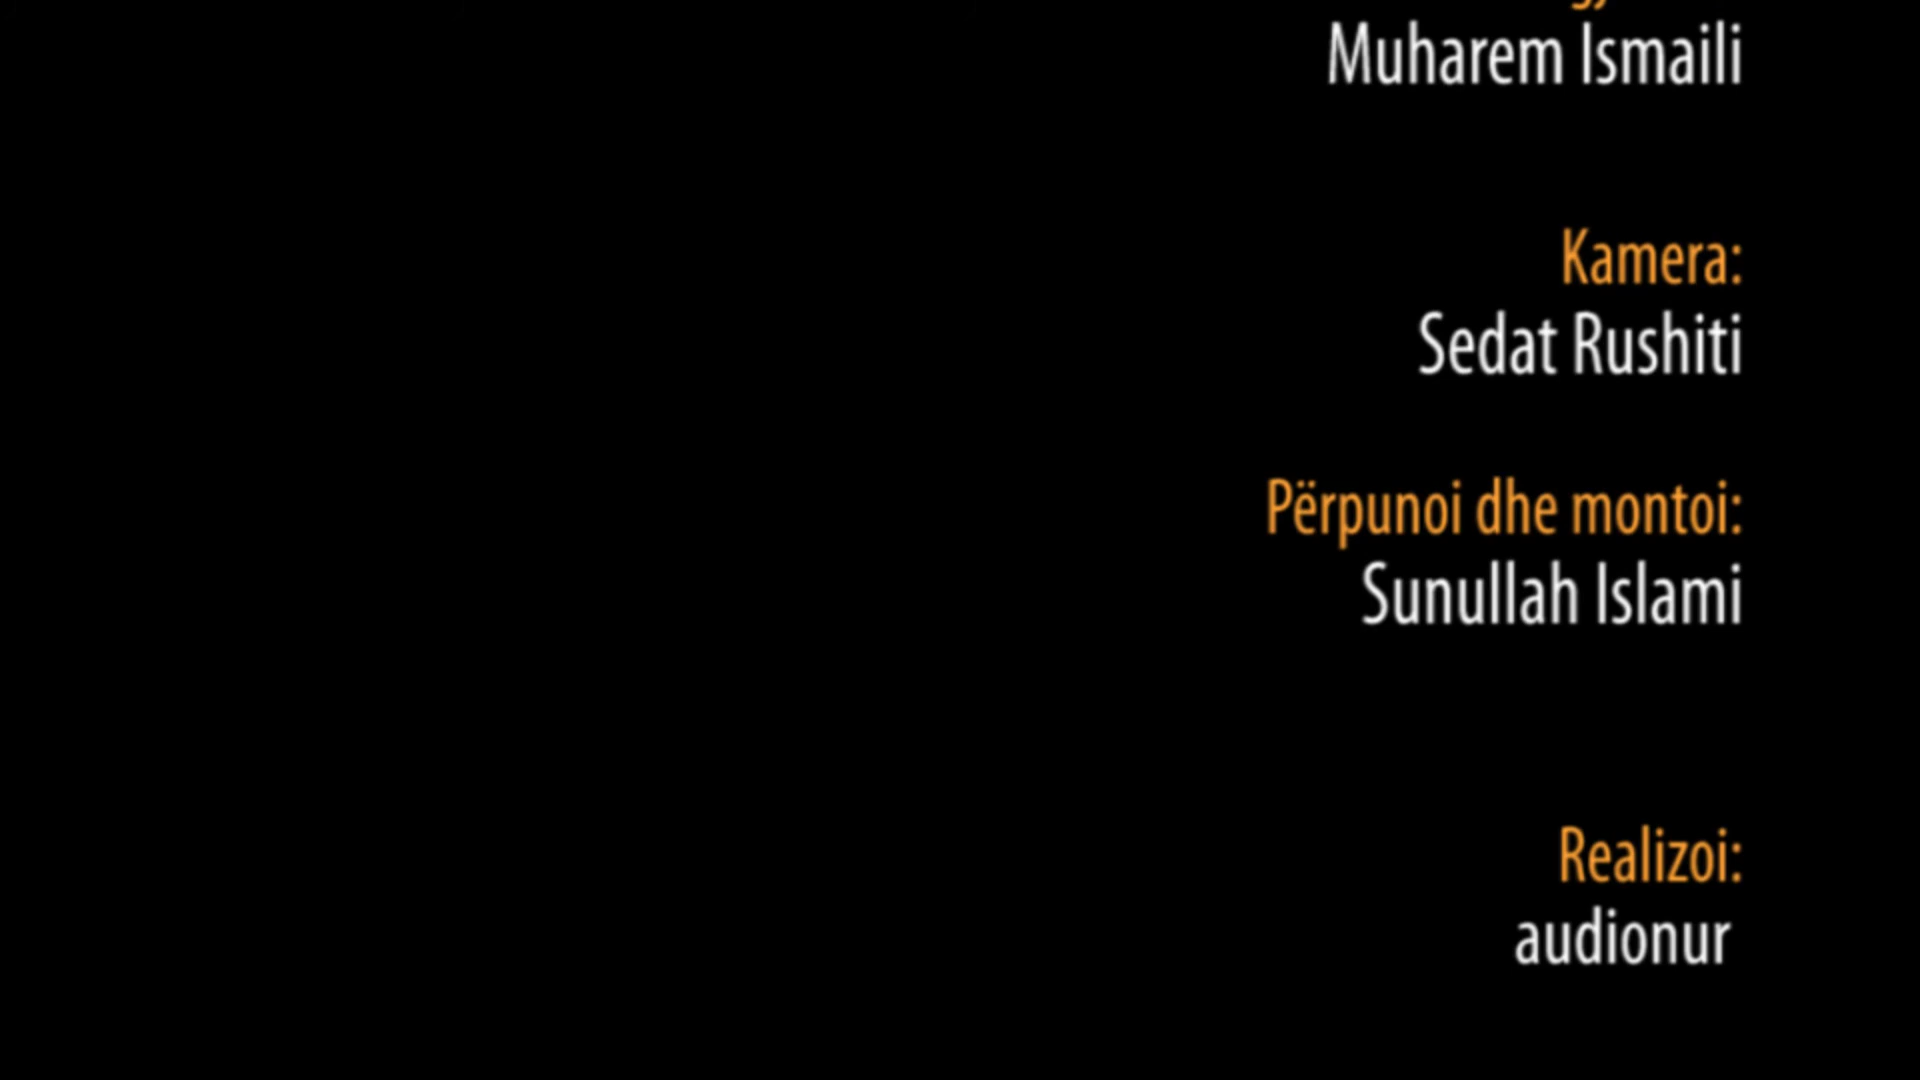 Muharem Ismaili
Kamera:
Sedat Rushiti
Përpunoi dhe montoi:
Sunullah Islami
Realizoi:
audionur